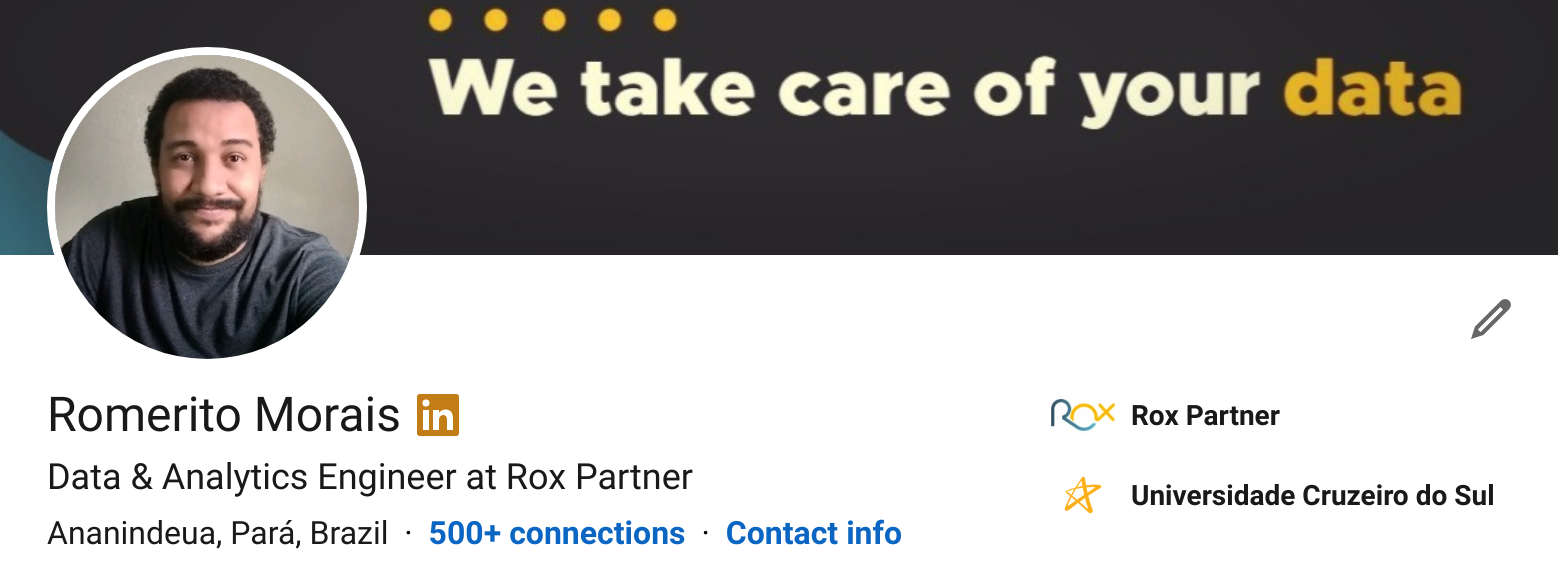 We take care of your data
Romerito Morais in
Data & Analytics Engineer at Rox Partner
Ananindeua, Pará, Brazil · 500+ connections · Contact info
Rox Rox Partner
Universidade Cruzeiro do Sul